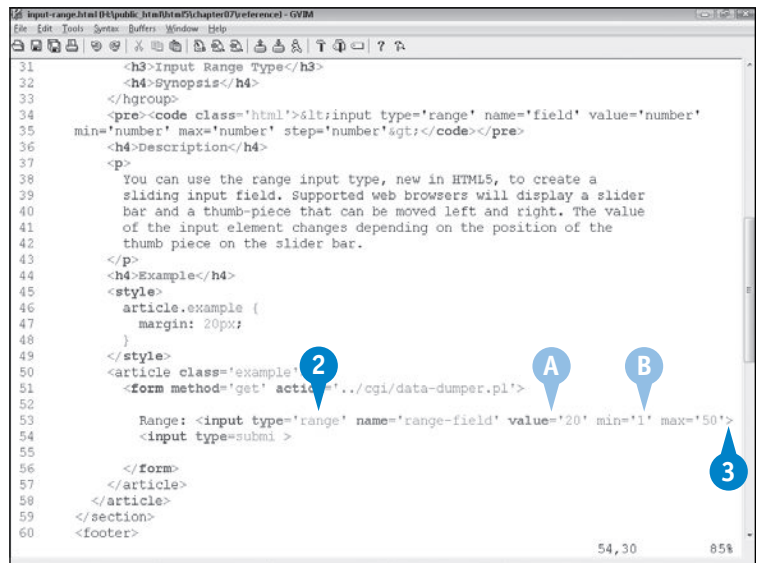 input-range.html (H:\public_html\html5\chapter07\reference) - GVIM
File Edit Tools Syntax Buffers Window Help
31 <h3>Input Range Type</h3>
32 <h4>Synopsis</h4>
33 </hgroup>
34 <pre><code class='html'>&lt;input type='range' name='field' value='number'
35 min='number' max='number' step='number'&gt;</code></pre>
36 <h4>Description</h4>
37 <p>
38 You can use the range input type, new in HTML5, to create a
39 sliding input field. Supported web browsers will display a slider
40 bar and a thumb-piece that can be moved left and right. The value
41 of the input element changes depending on the position of the
42 thumb piece on the slider bar.
43 </p>
44 <h4>Example</h4>
45 <style>
46 article.example {
47 margin: 20px;
48 }
49 </style>
50 <article class='example'
2 A B
51 <form method='get' action='../cgi/data-dumper.pl'>
52
53 Range: <input type='range' name='range-field' value='20' min='1' max='50'>
54 <input type=submi >
55
3
56 </form>
57 </article>
58 </article>
59 </section>
60 <footer>
54,30 85%